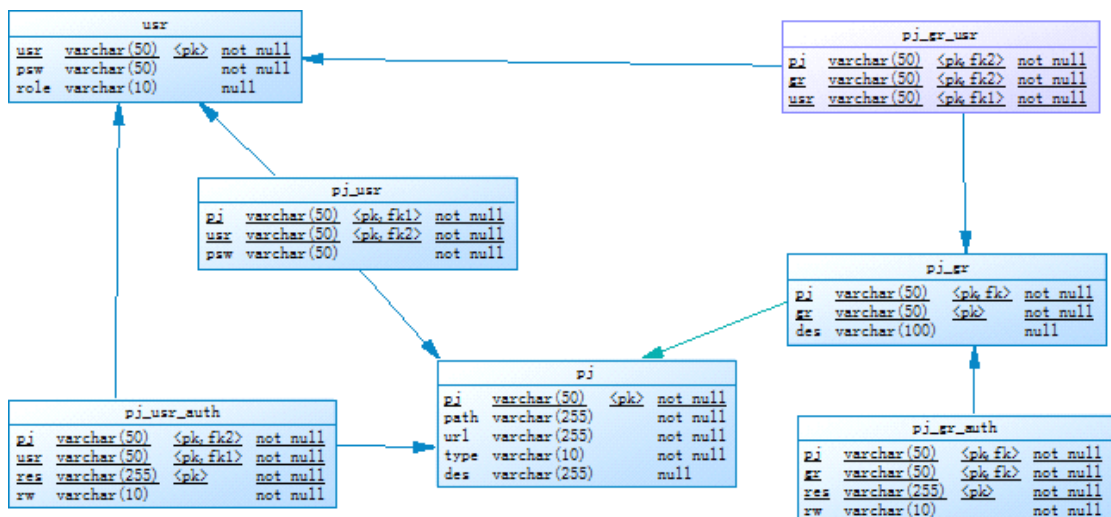 usr
usr varchar(50) <pk> not null
psw varchar(50) not null
role varchar(10) null
pj_gr_usr
pj varchar(50) <pk,fk2> not null
gr varchar(50) <pk,fk2> not null
usr varchar(50) <pk,fk1> not null
pj_usr
pj varchar(50) <pk,fk1> not null
usr varchar(50) <pk,fk2> not null
psw varchar(50) not null
pj_gr
pj varchar(50) <pk,fk> not null
gr varchar(50) <pk> not null
des varchar(100) null
pj
pj varchar(50) <pk> not null
path varchar(255) not null
url varchar(255) not null
type varchar(10) not null
des varchar(255) null
pj_usr_auth
pj varchar(50) <pk,fk2> not null
usr varchar(50) <pk,fk1> not null
res varchar(255) <pk> not null
rw varchar(10) not null
pj_gr_auth
pj varchar(50) <pk,fk> not null
gr varchar(50) <pk,fk> not null
res varchar(255) <pk> not null
rw varchar(10) not null